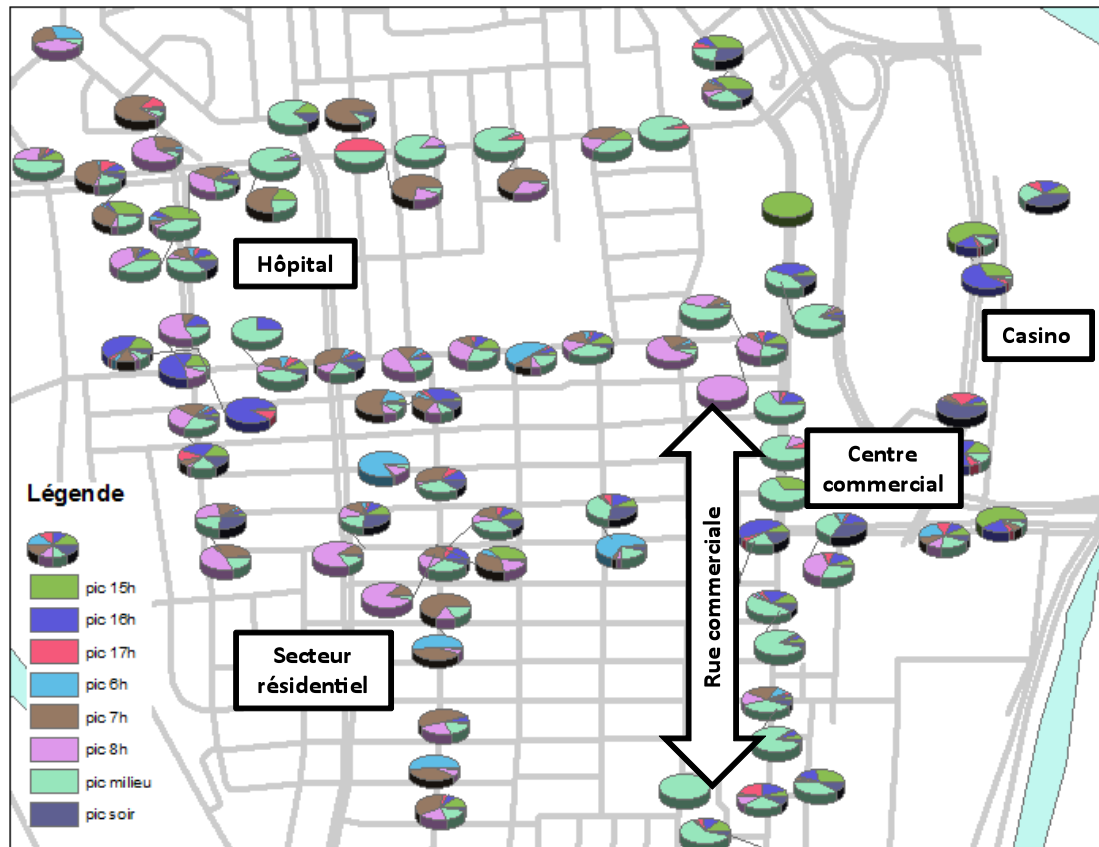 Hôpital
Casino
Centre
commercial
Rue commerciale
Secteur
résidentiel
Légende
pic 15h
pic 16h
pic 17h
pic 6h
pic 7h
pic 8h
pic milieu
pic soir